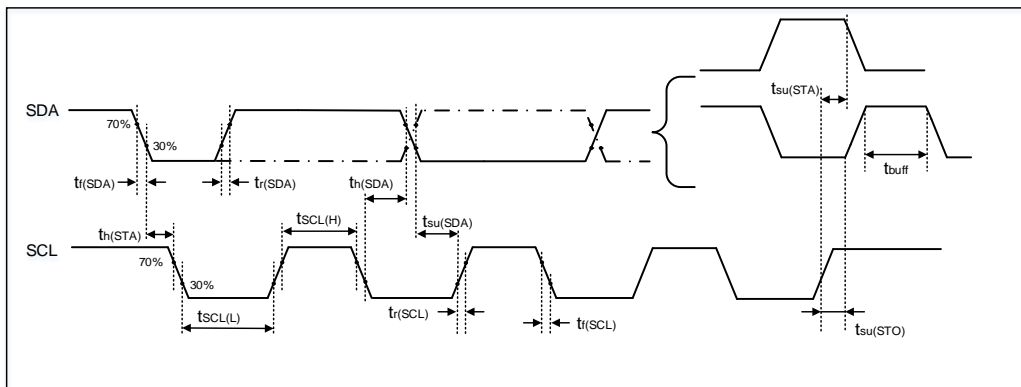 SDA
70%
30%
tf(SDA)
tr(SDA)
th(SDA)
tsu(STA)
tbuff
th(STA)
tSCL(H)
tsu(SDA)
SCL
70%
30%
tSCL(L)
tr(SCL)
tf(SCL)
tsu(STO)